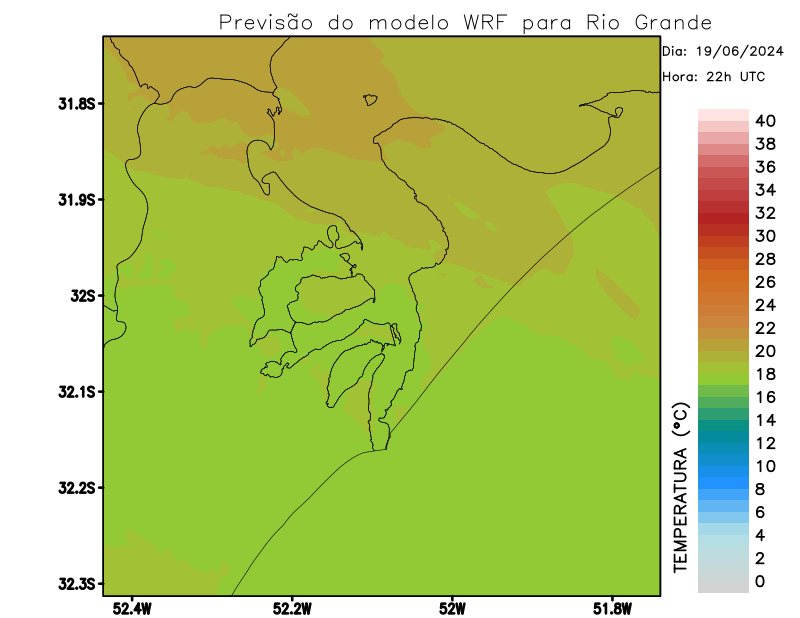 Previsão do modelo WRF para Rio Grande
Dia: 19/06/2024
Hora: 22h UTC
31.8S
31.9S
32S
32.1S
32.2S
32.3S
52.4W
52.2W
52W
51.8W
TEMPERATURA (°C)
40
38
36
34
32
30
28
26
24
22
20
18
16
14
12
10
8
6
4
2
0